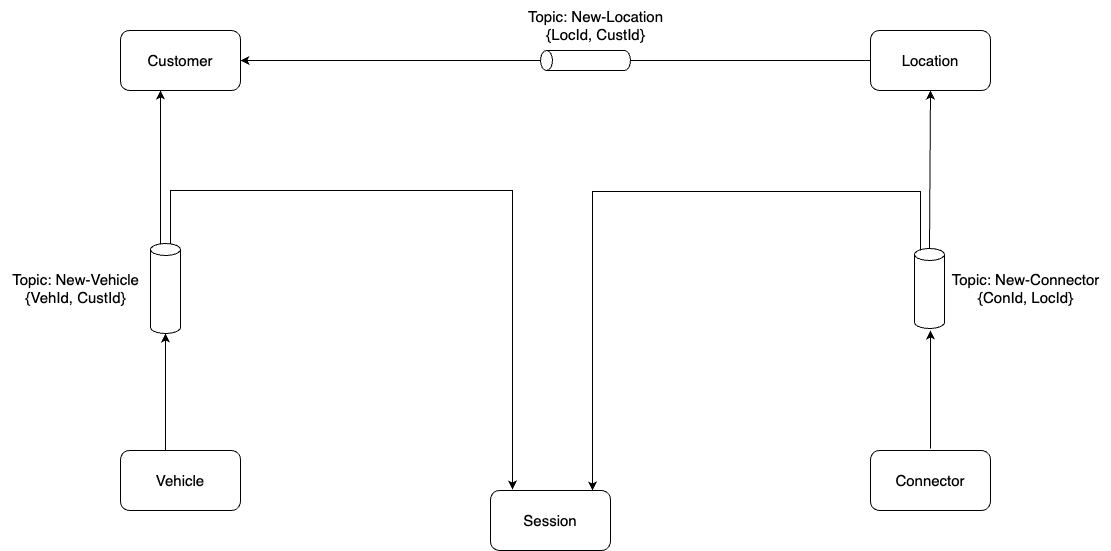 Topic: New-Location
{LocId, CustId}
Customer
Location
Topic: New-Vehicle
{VehId, CustId}
Topic: New-Connector
{ConId, LocId}
Vehicle
Connector
Session